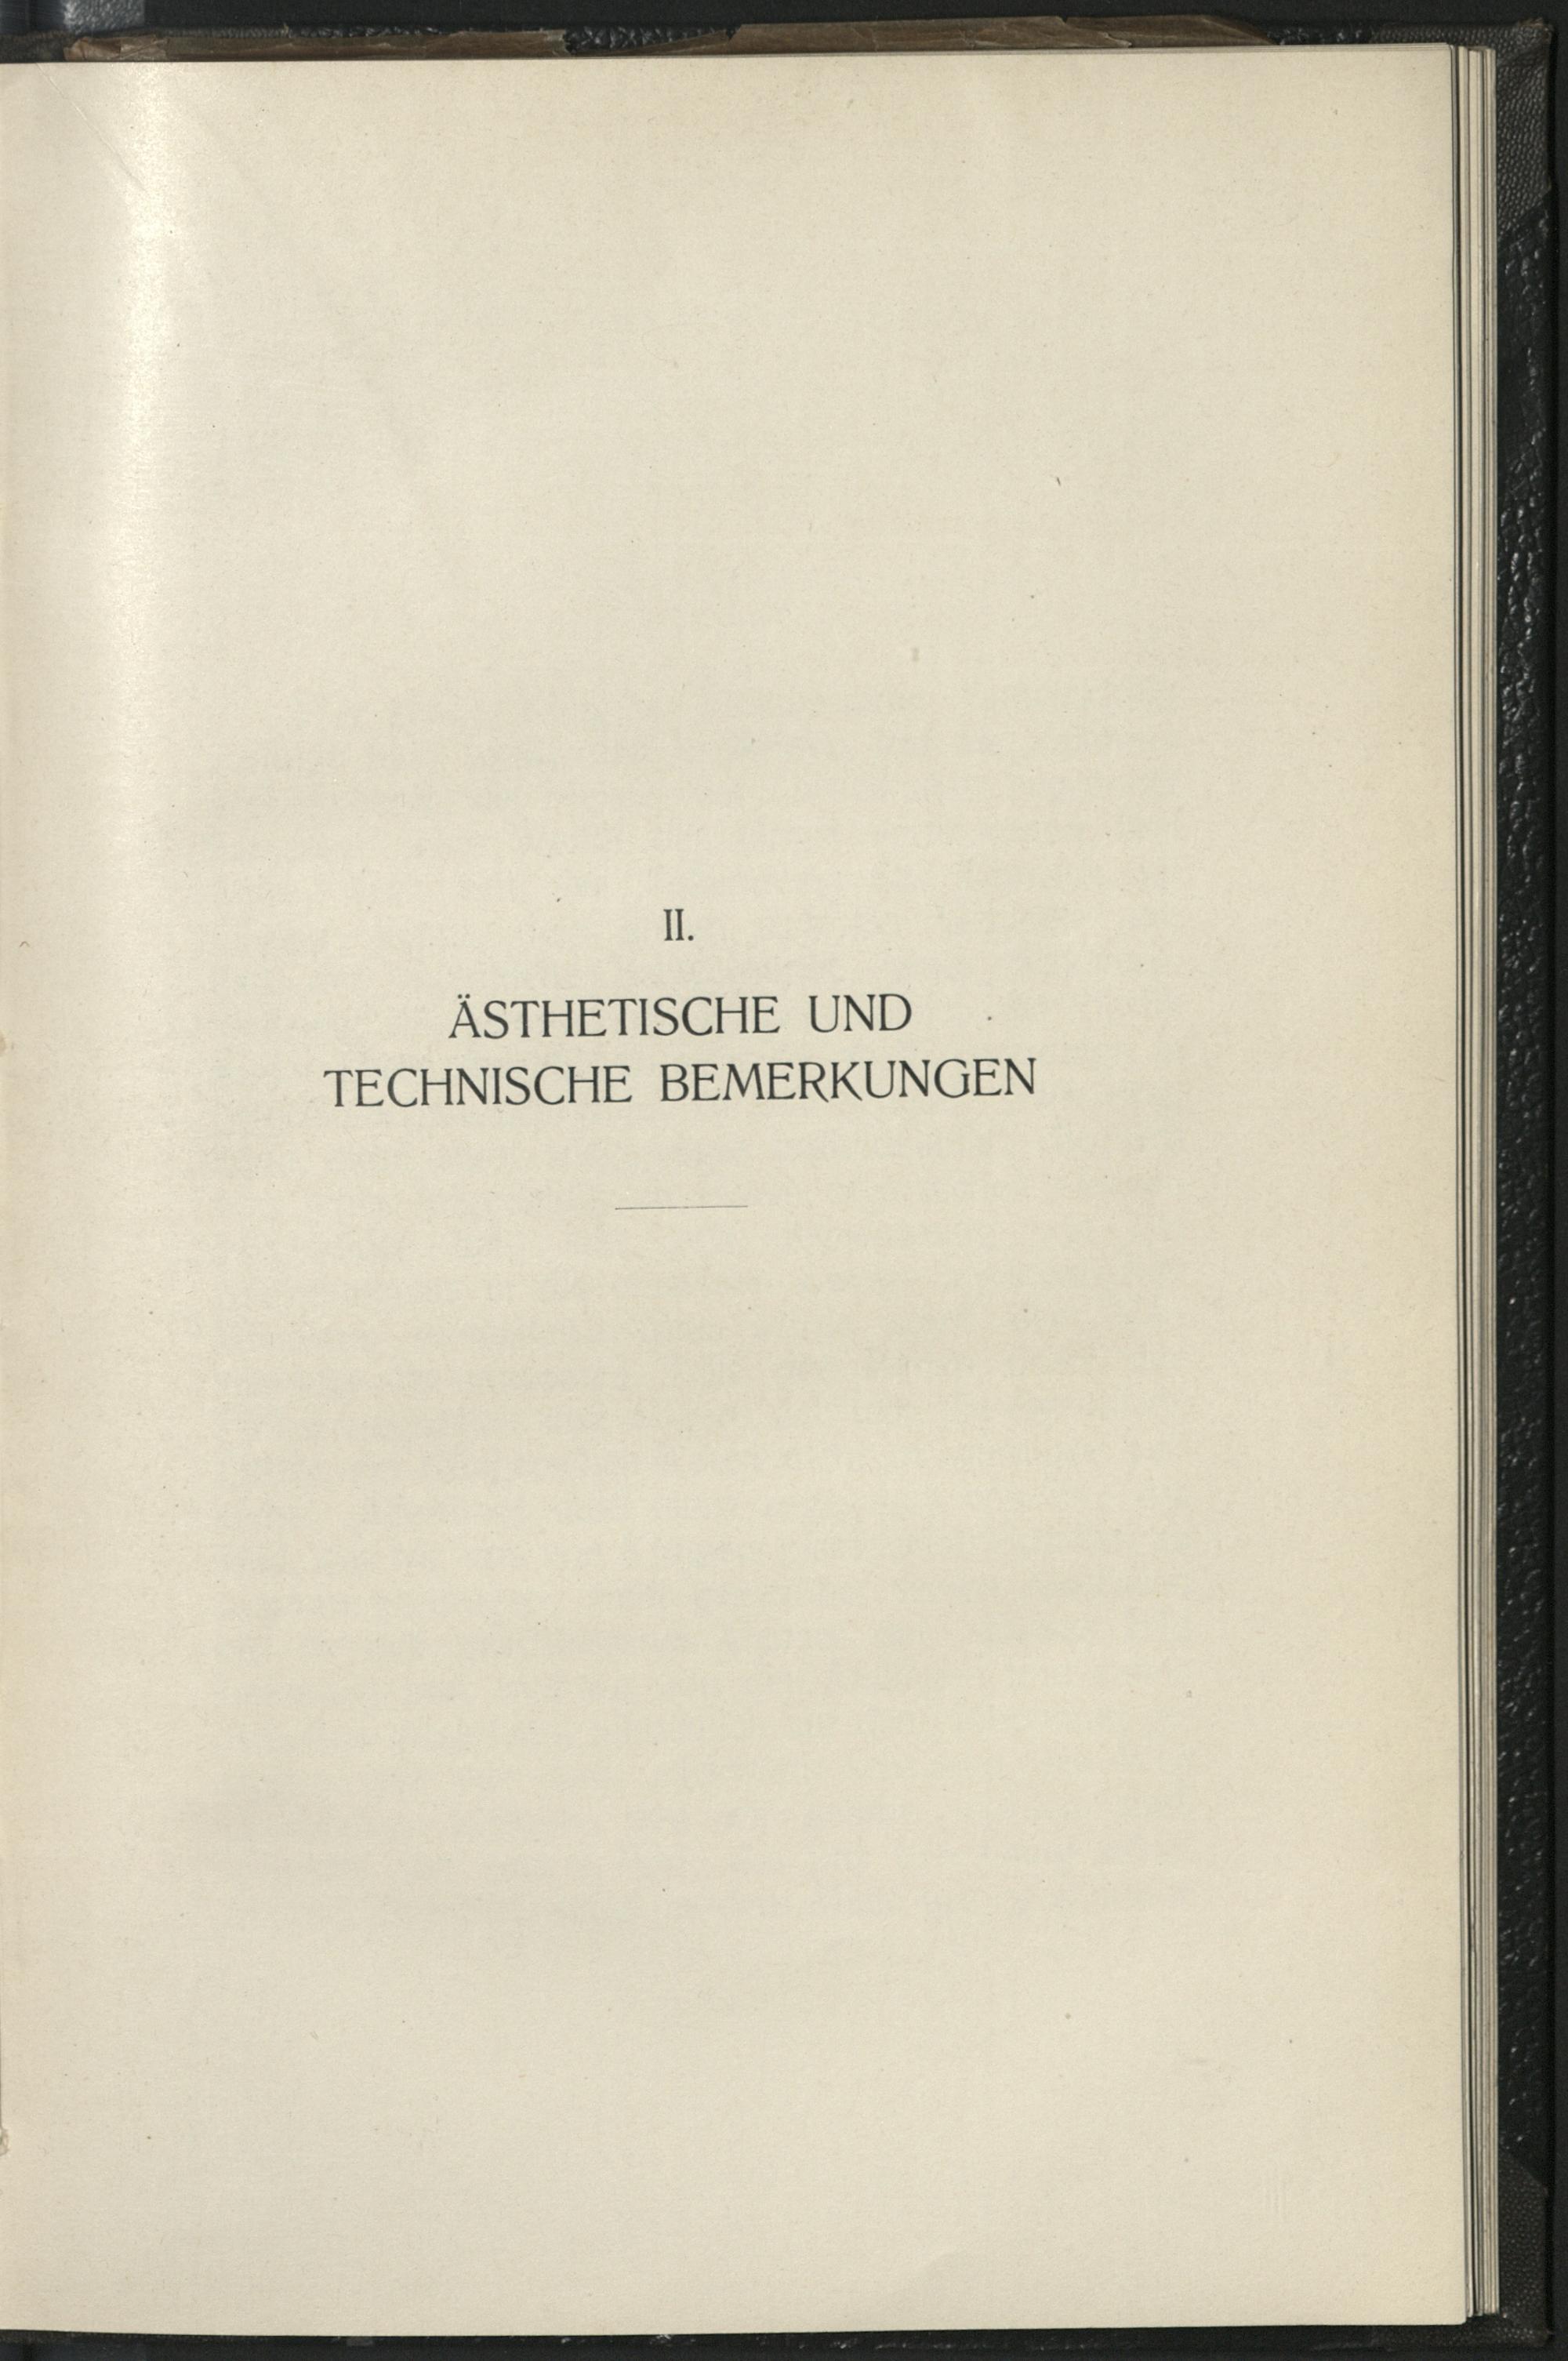 II.
ÄSTHETISCHE UND
TECHNISCHE BEMERKUNGEN